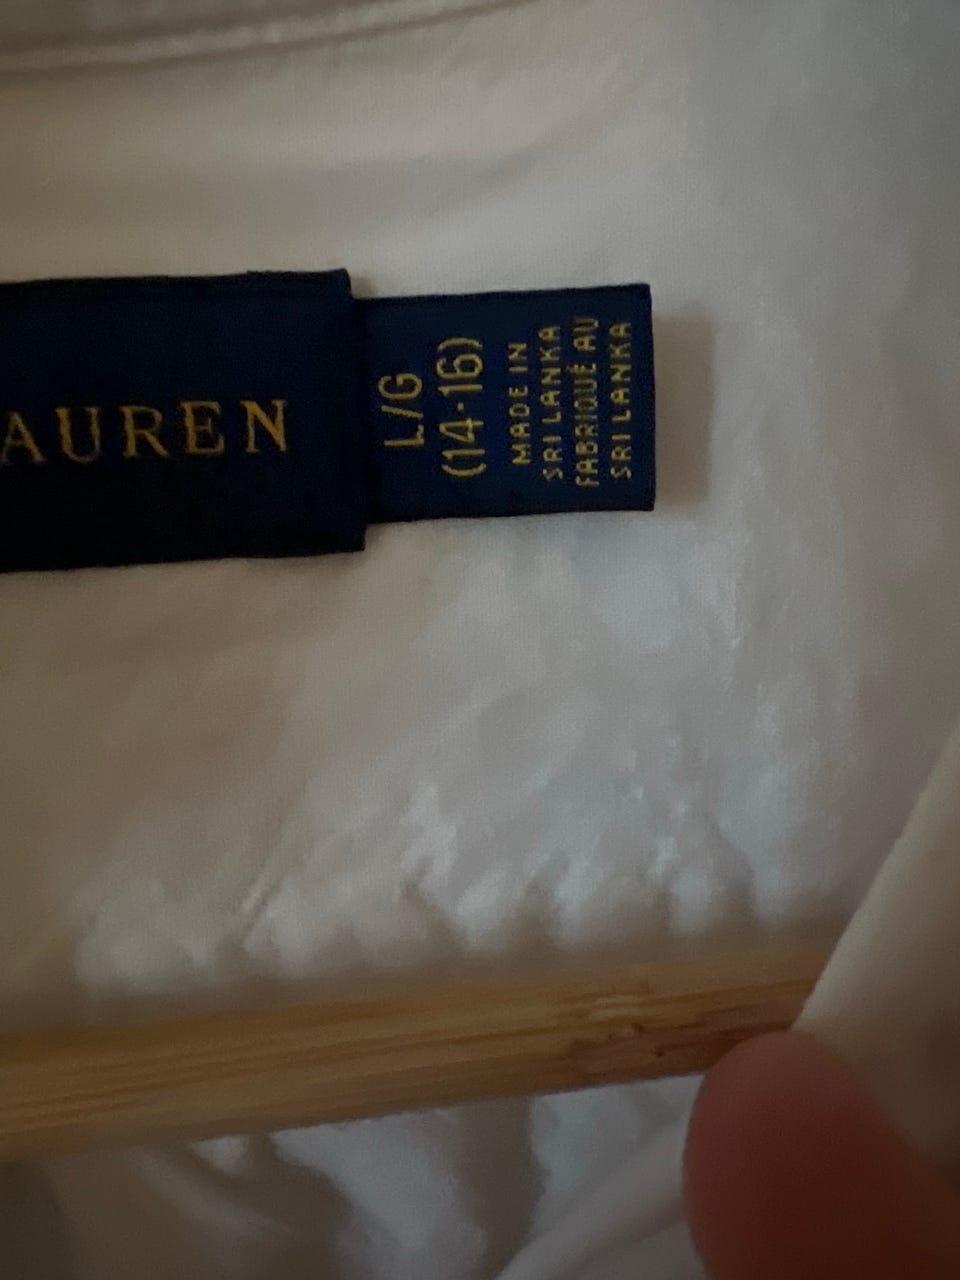 AUREN
L/G
(14-16)
MADE IN
SRI LANKA
FABRIQUÉ AU
SRI LANKA